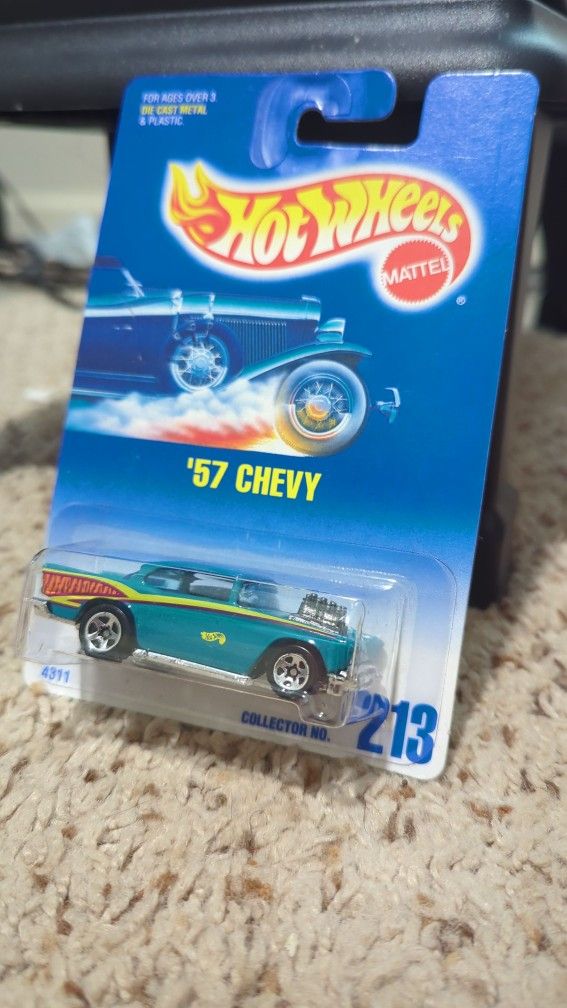 FOR AGES OVER 3.
DIE CAST METAL
& PLASTIC.
HOT WHEELS
MATTEL
®
'57 CHEVY
4311
COLLECTOR NO.
213